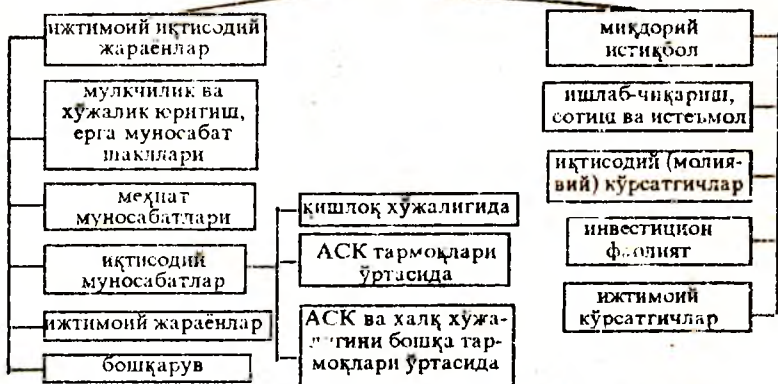 ижтимоий иқтисодий
жараёнлар
мулкчилик ва
хўжалик юритиш,
ерга муносабат
шакллари
меҳнат
муносабатлари
иқтисодий
муносабатлар
ижтимоий жараёнлар
бошқарув
қишлоқ хўжалигида
АСК тармоқлари
ўртасида
АСК ва халқ хўжа-
лигини бошқа тар-
моқлари ўртасида
миқдорий
истиқбол
ишлаб-чиқариш,
сотиш ва истеъмол
иқтисодий (молия-
вий) кўрсатгичлар
инвестицион
фаолият
ижтимоий
кўрсатгичлар